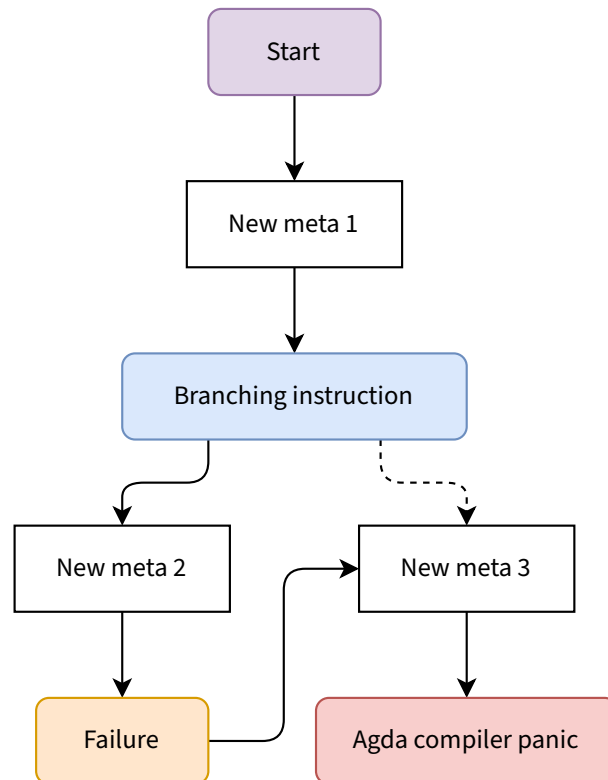 Start
New meta 1
Branching instruction
New meta 2
New meta 3
Failure
Agda compiler panic